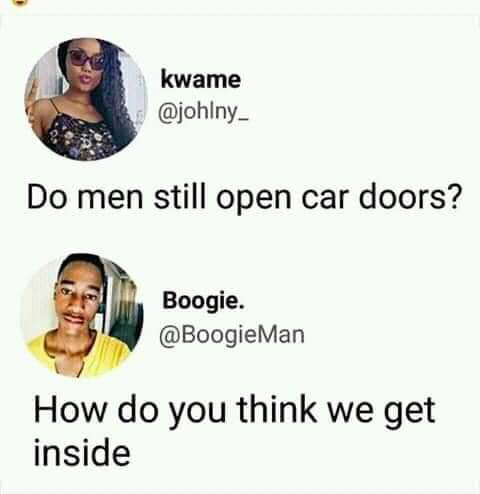 kwame
@johlny_
Do men still open car doors?
Boogie.
@BoogieMan
How do you think we get
inside